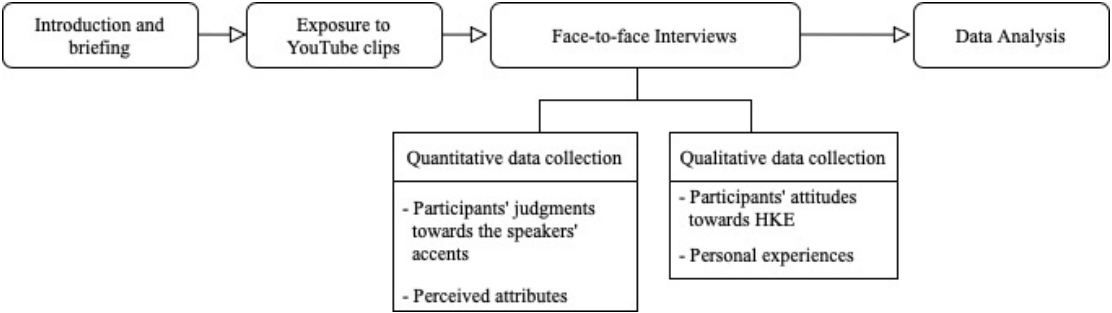 Introduction and
briefing
Exposure to
YouTube clips
Face-to-face Interviews
Data Analysis
Quantitative data collection
- Participants' judgments
towards the speakers'
accents
- Perceived attributes
Qualitative data collection
- Participants' attitudes
towards HKE
- Personal experiences